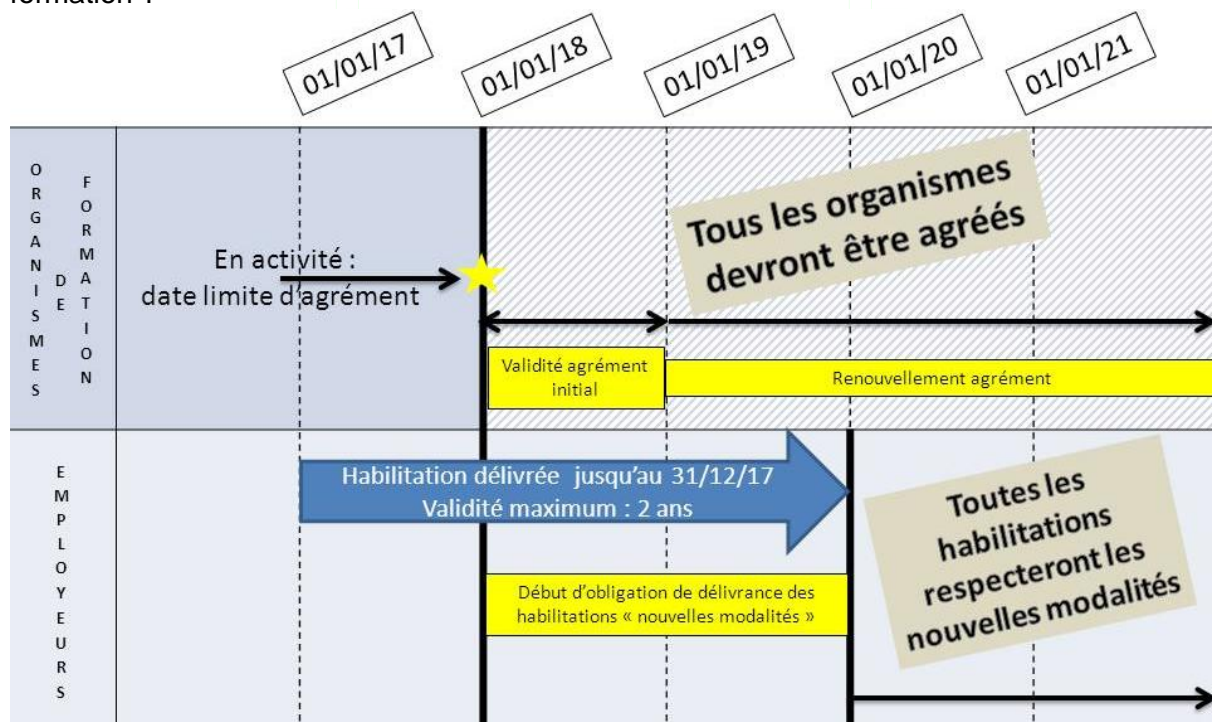 01/01/17
01/01/18
01/01/19
01/01/20
01/01/21
ORGANISMES
DE
FORMATION
En activité :
date limite d'agrément
Tous les organismes
devront être agréés
Validité agrément
initial
Renouvellement agrément
EMPLOYEURS
Habilitation délivrée jusqu'au 31/12/17
Validité maximum : 2 ans
Début d'obligation de délivrance des
habilitations « nouvelles modalités »
Toutes les
habilitations
respecteront les
nouvelles modalités